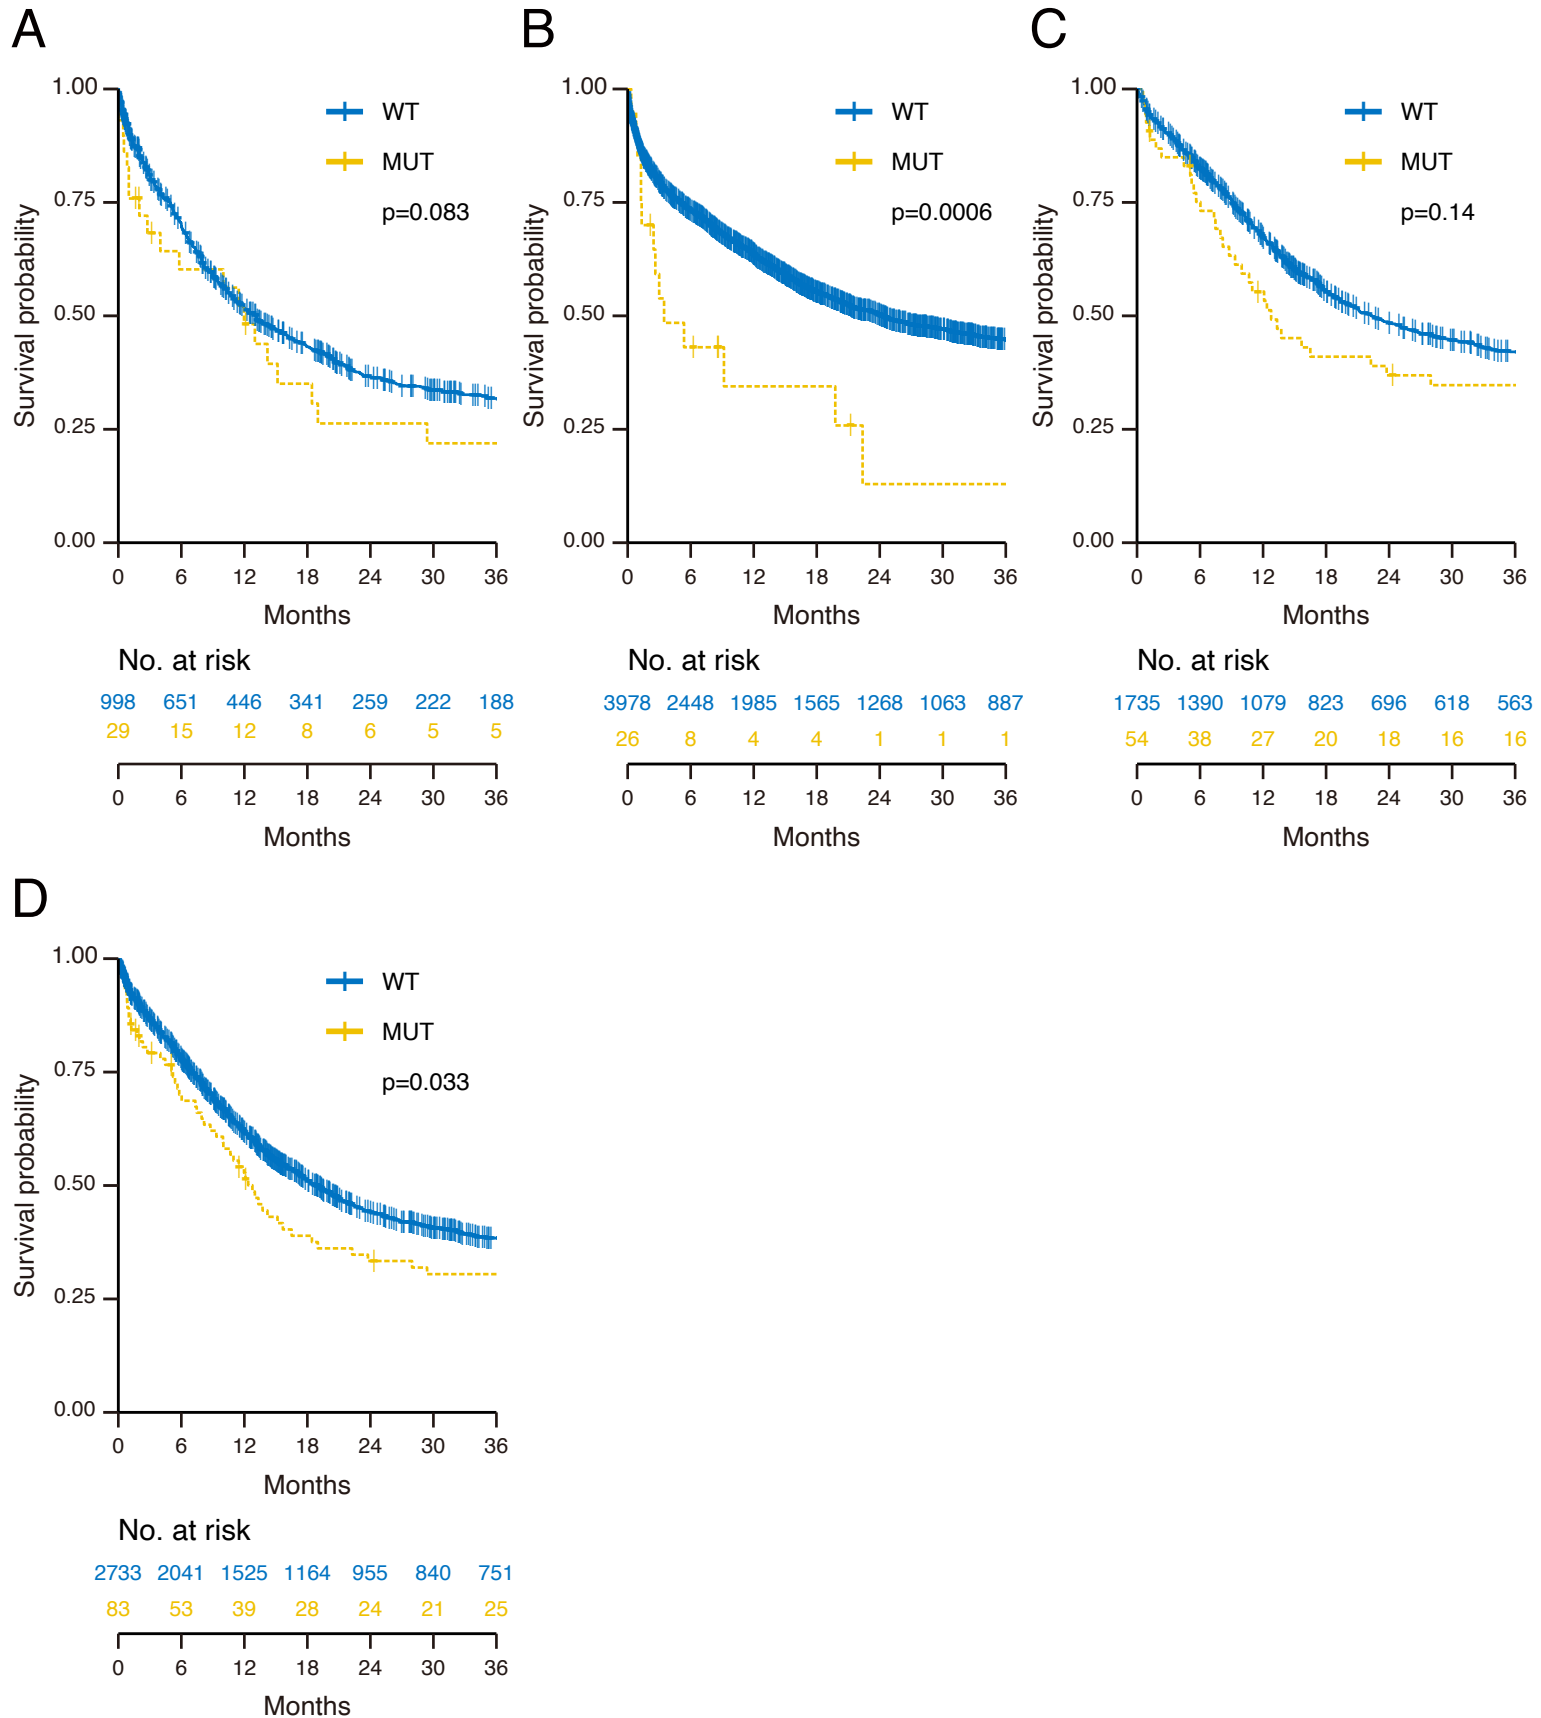 A
Survival probability
1.00
0.75
0.50
0.25
0.00
WT
MUT
p=0.083
0 6 12 18 24 30 36
Months
No. at risk
998 651 446 341 259 222 188
29 15 12 8 6 5 5
0 6 12 18 24 30 36
Months
B
Survival probability
1.00
0.75
0.50
0.25
0.00
WT
MUT
p=0.0006
0 6 12 18 24 30 36
Months
No. at risk
3978 2448 1985 1565 1268 1063 887
26 8 4 4 1 1 1
0 6 12 18 24 30 36
Months
C
Survival probability
1.00
0.75
0.50
0.25
0.00
WT
MUT
p=0.14
0 6 12 18 24 30 36
Months
No. at risk
1735 1390 1079 823 696 618 563
54 38 27 20 18 16 16
0 6 12 18 24 30 36
Months
D
Survival probability
1.00
0.75
0.50
0.25
0.00
WT
MUT
p=0.033
0 6 12 18 24 30 36
Months
No. at risk
2733 2041 1525 1164 955 840 751
83 53 39 28 24 21 25
0 6 12 18 24 30 36
Months